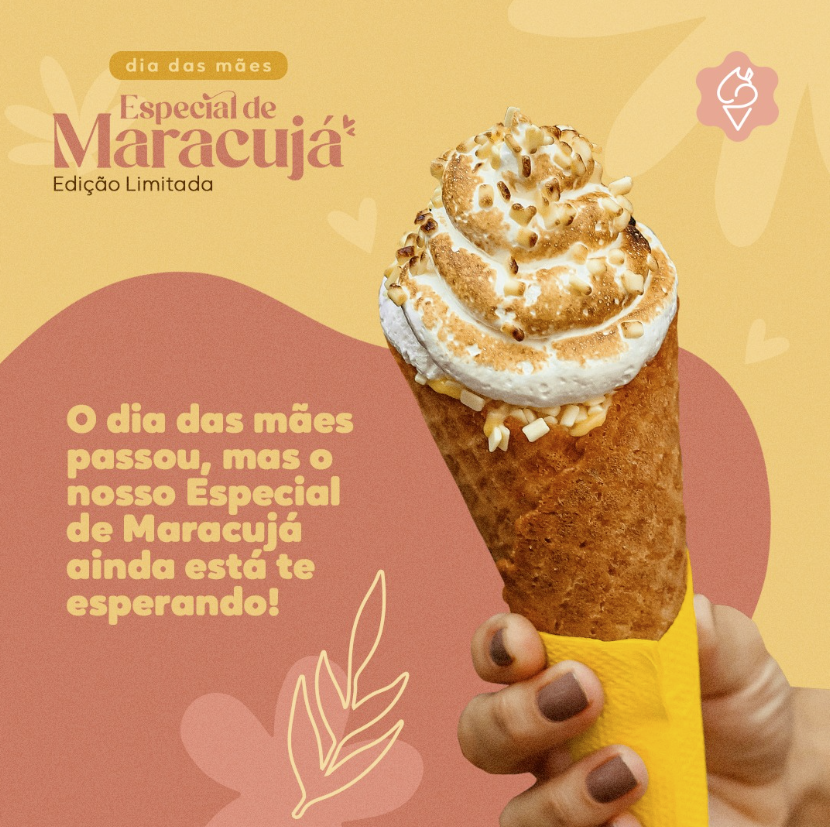 dia das mães
Especial de
Maracujá
Edição Limitada
O dia das mães
passou, mas o
nosso Especial
de Maracujá
ainda está te
esperando!